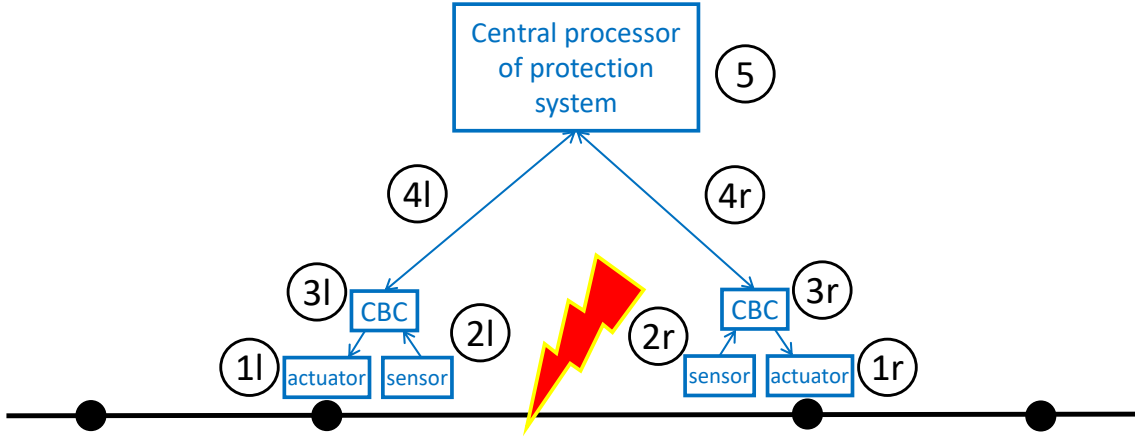 Central processor
of protection
system
5
4l
4r
3l
CBC
CBC
3r
2l
2r
1l
actuator
sensor
sensor
actuator
1r